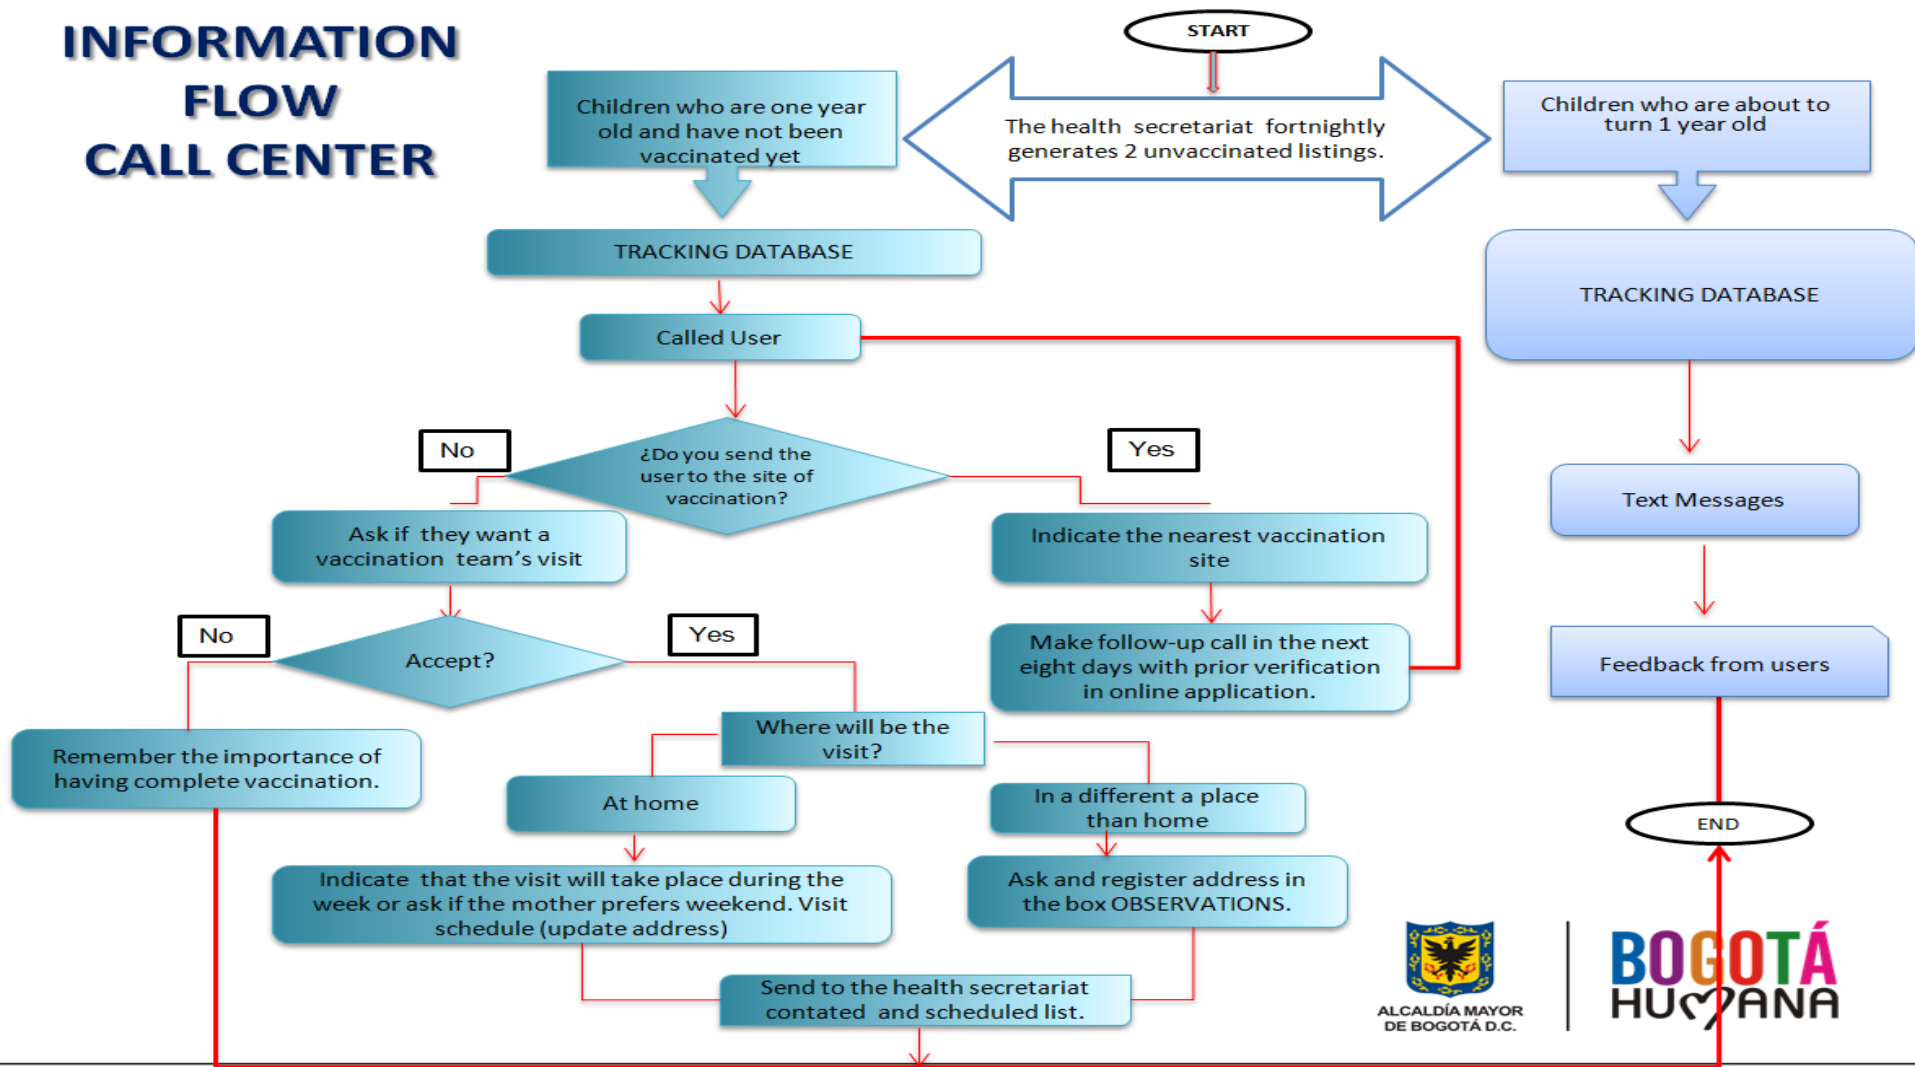 INFORMATION
FLOW
CALL CENTER
START
Children who are one year
old and have not been
vaccinated yet
The health secretariat fortnightly
generates 2 unvaccinated listings.
Children who are about to
turn 1 year old
TRACKING DATABASE
TRACKING DATABASE
Called User
No
¿Do you send the
user to the site of
vaccination?
Yes
Text Messages
Ask if they want a
vaccination team's visit
Indicate the nearest vaccination
site
No
Accept?
Yes
Make follow-up call in the next
eight days with prior verification
in online application.
Feedback from users
Remember the importance of
having complete vaccination.
Where will be the
visit?
At home
In a different a place
than home
END
Indicate that the visit will take place during the
week or ask if the mother prefers weekend. Visit
schedule (update address)
Ask and register address in
the box OBSERVATIONS.
Send to the health secretariat
contated and scheduled list.
ALCALDÍA MAYOR
DE BOGOTÁ D.C.
BOGOTÁ
HUMANA